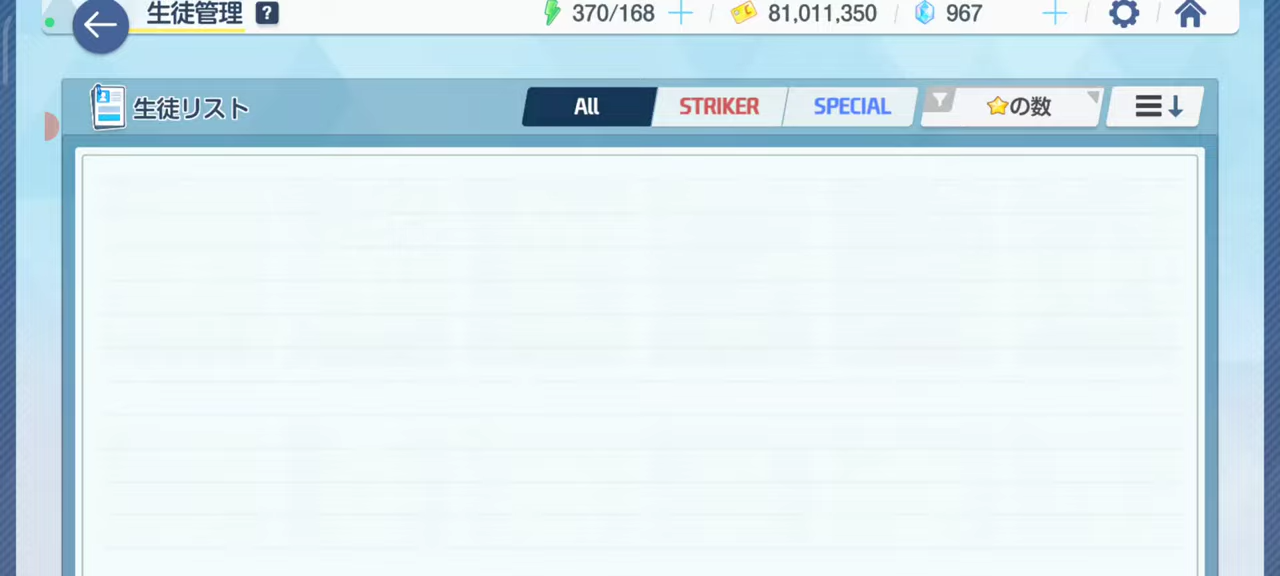 生徒管理 ? 370/168 81,011,350 967
生徒リスト All STRIKER SPECIAL の数